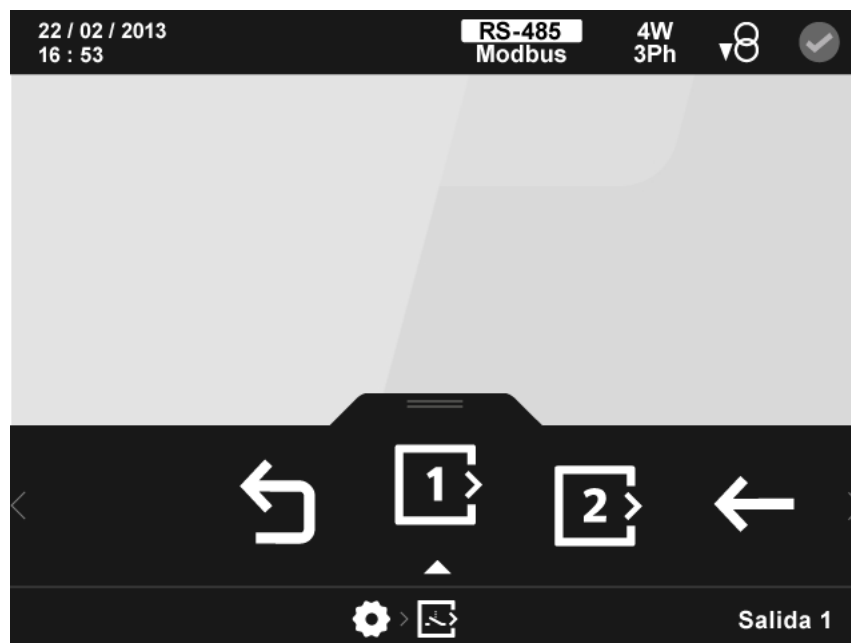 22 / 02 / 2013
16 : 53
RS-485
Modbus
4W
3Ph
1
2
Salida 1